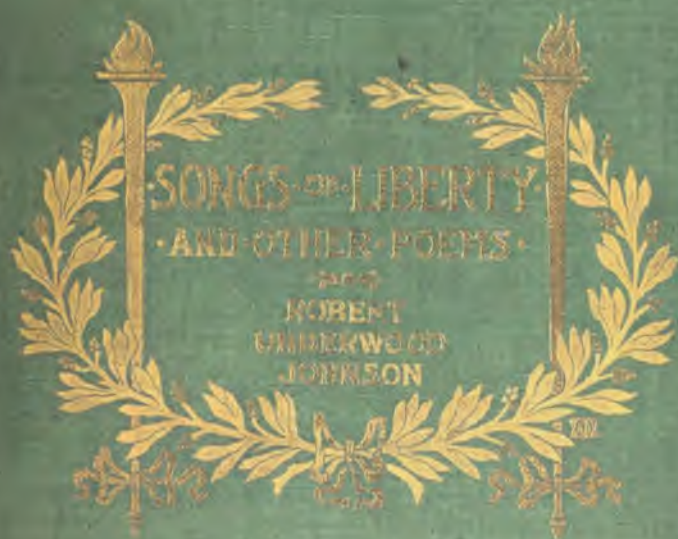 ·SONGS·OF·LIBERTY·
·AND·OTHER·POEMS·
ROBERT
UNDERWOOD
JOHNSON